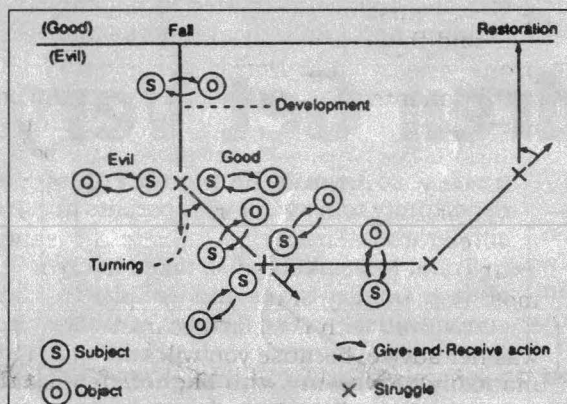 (Good) Fall Restoration
(Evil)
S O
Development
Evil Good
O S S O
O O
S S O
Turning
S
O S
Ⓢ Subject Give-and-Receive action
Ⓞ Object × Struggle